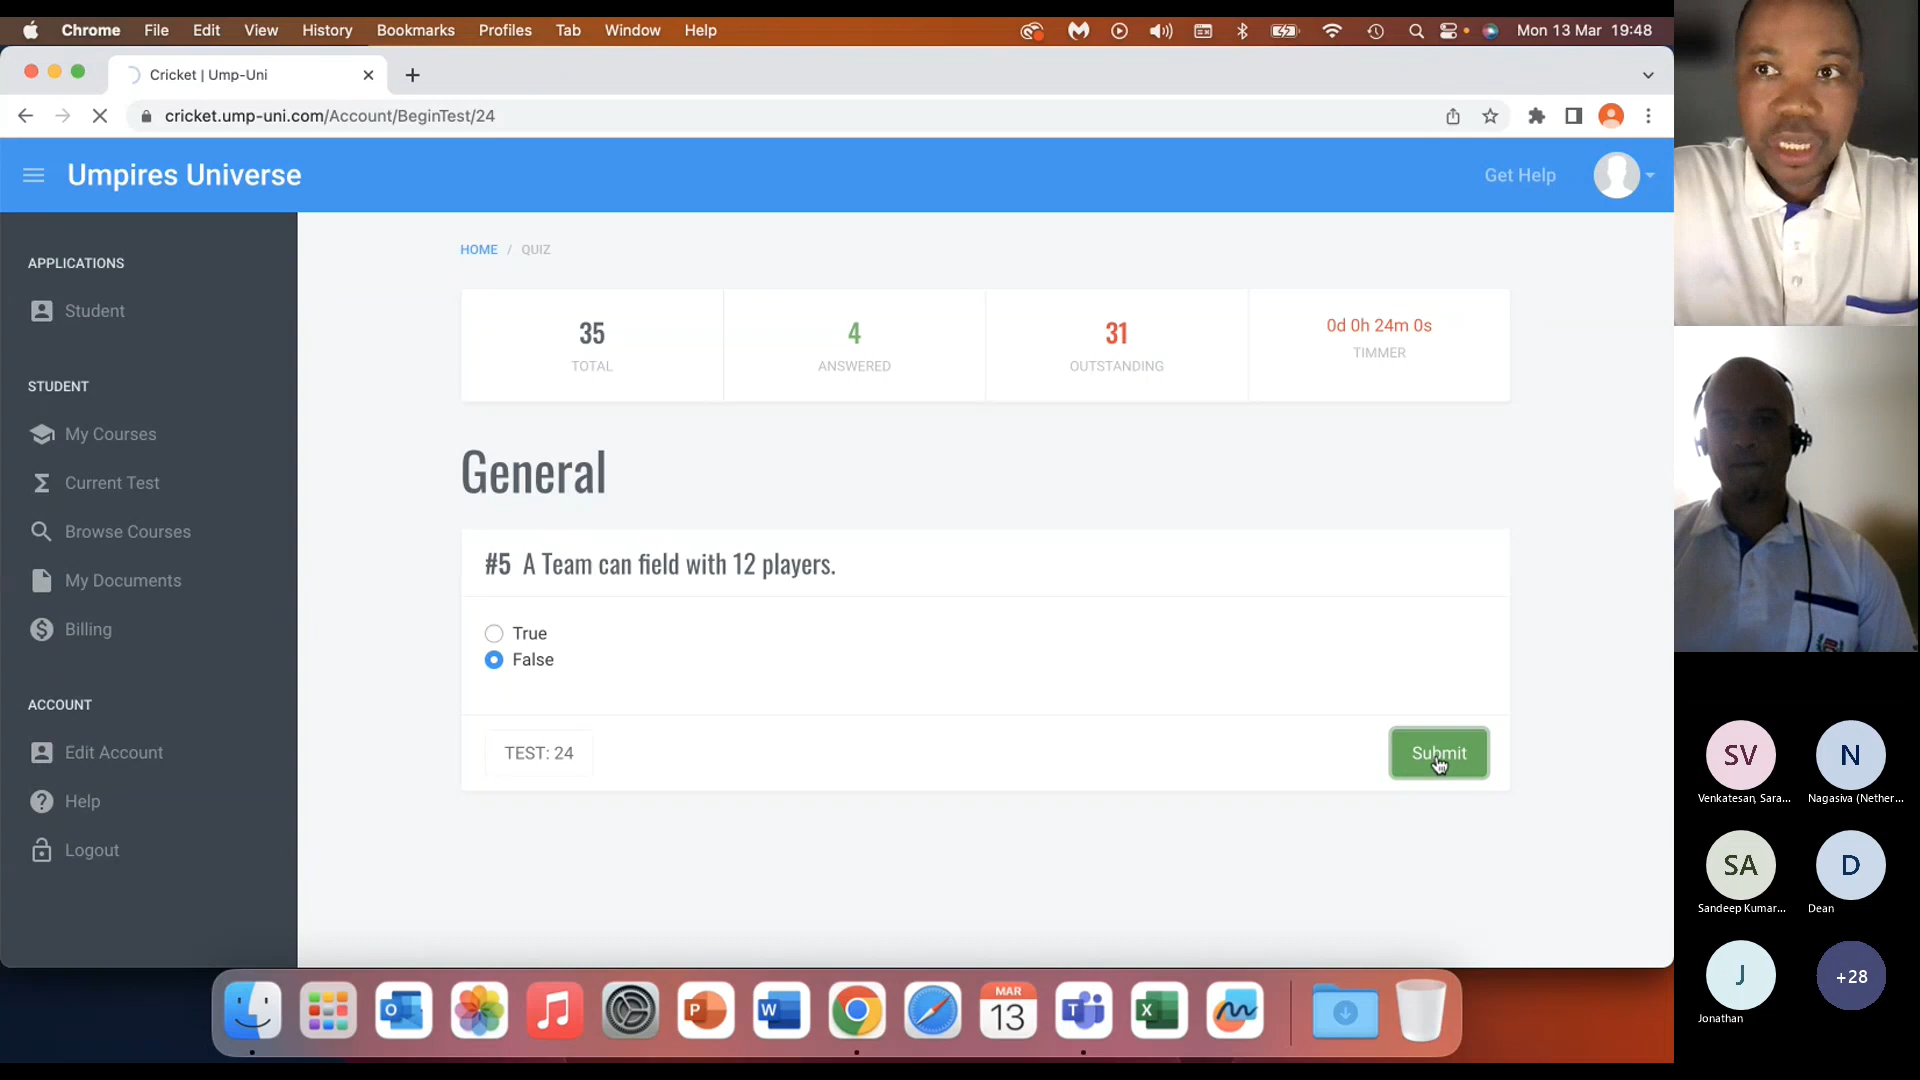 Chrome File Edit View History Bookmarks Profiles Tab Window Help Mon 13 Mar 19:48
Cricket | Ump-Uni
cricket.ump-uni.com/Account/BeginTest/24
Umpires Universe
Get Help
APPLICATIONS
Student
STUDENT
My Courses
Current Test
Browse Courses
My Documents
Billing
ACCOUNT
Edit Account
Help
Logout
HOME / QUIZ
35
TOTAL
4
ANSWERED
31
OUTSTANDING
0d 0h 24m 0s
TIMMER
General
#5 A Team can field with 12 players.
True
False
TEST: 24
Submit
MAR
13
P
W
X
SV
Venkatesan, Sara...
N
Nagasiva (Nether...
SA
Sandeep Kumar...
D
Dean
J
Jonathan
+28